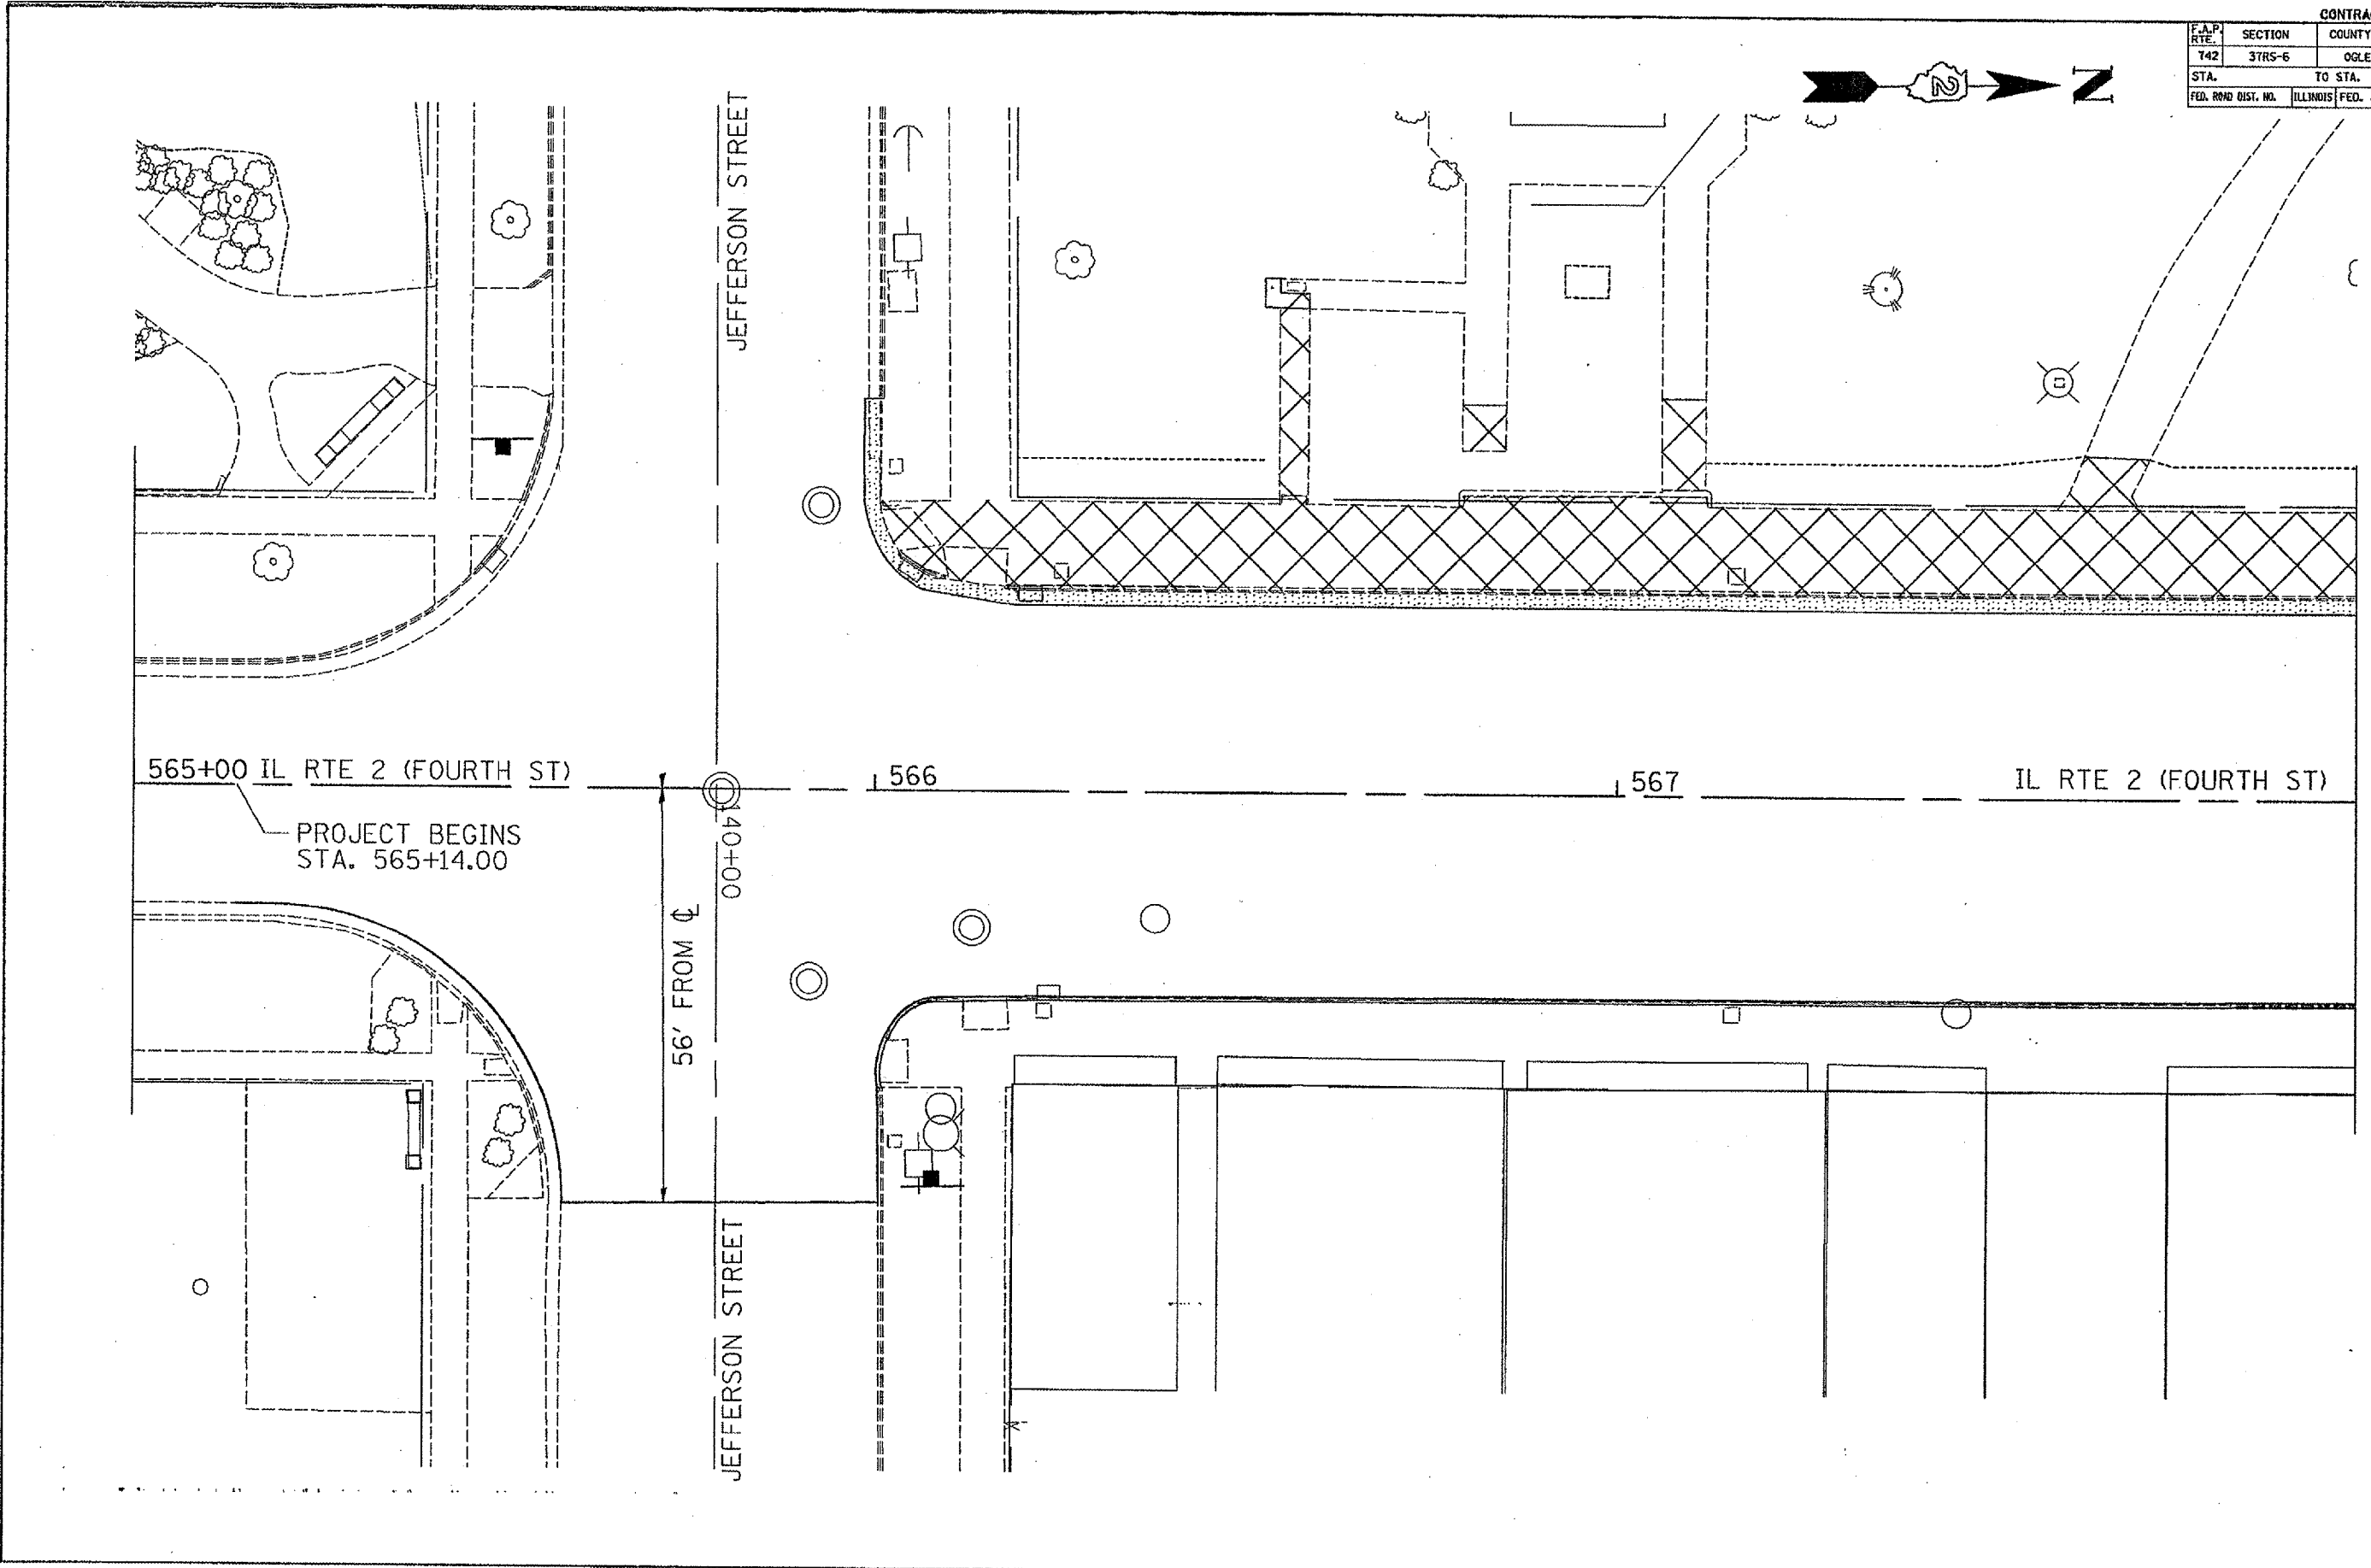 CONTRA
F.A.P. RTE. SECTION COUNTY
742 37RS-6 OGLE
STA. TO STA.
FED. ROAD DIST. NO. ILLINOIS FED.
N
2
JEFFERSON STREET
565+00 IL RTE 2 (FOURTH ST)
566
567
IL RTE 2 (FOURTH ST)
PROJECT BEGINS
STA. 565+14.00
140+00
56' FROM ℄
JEFFERSON STREET